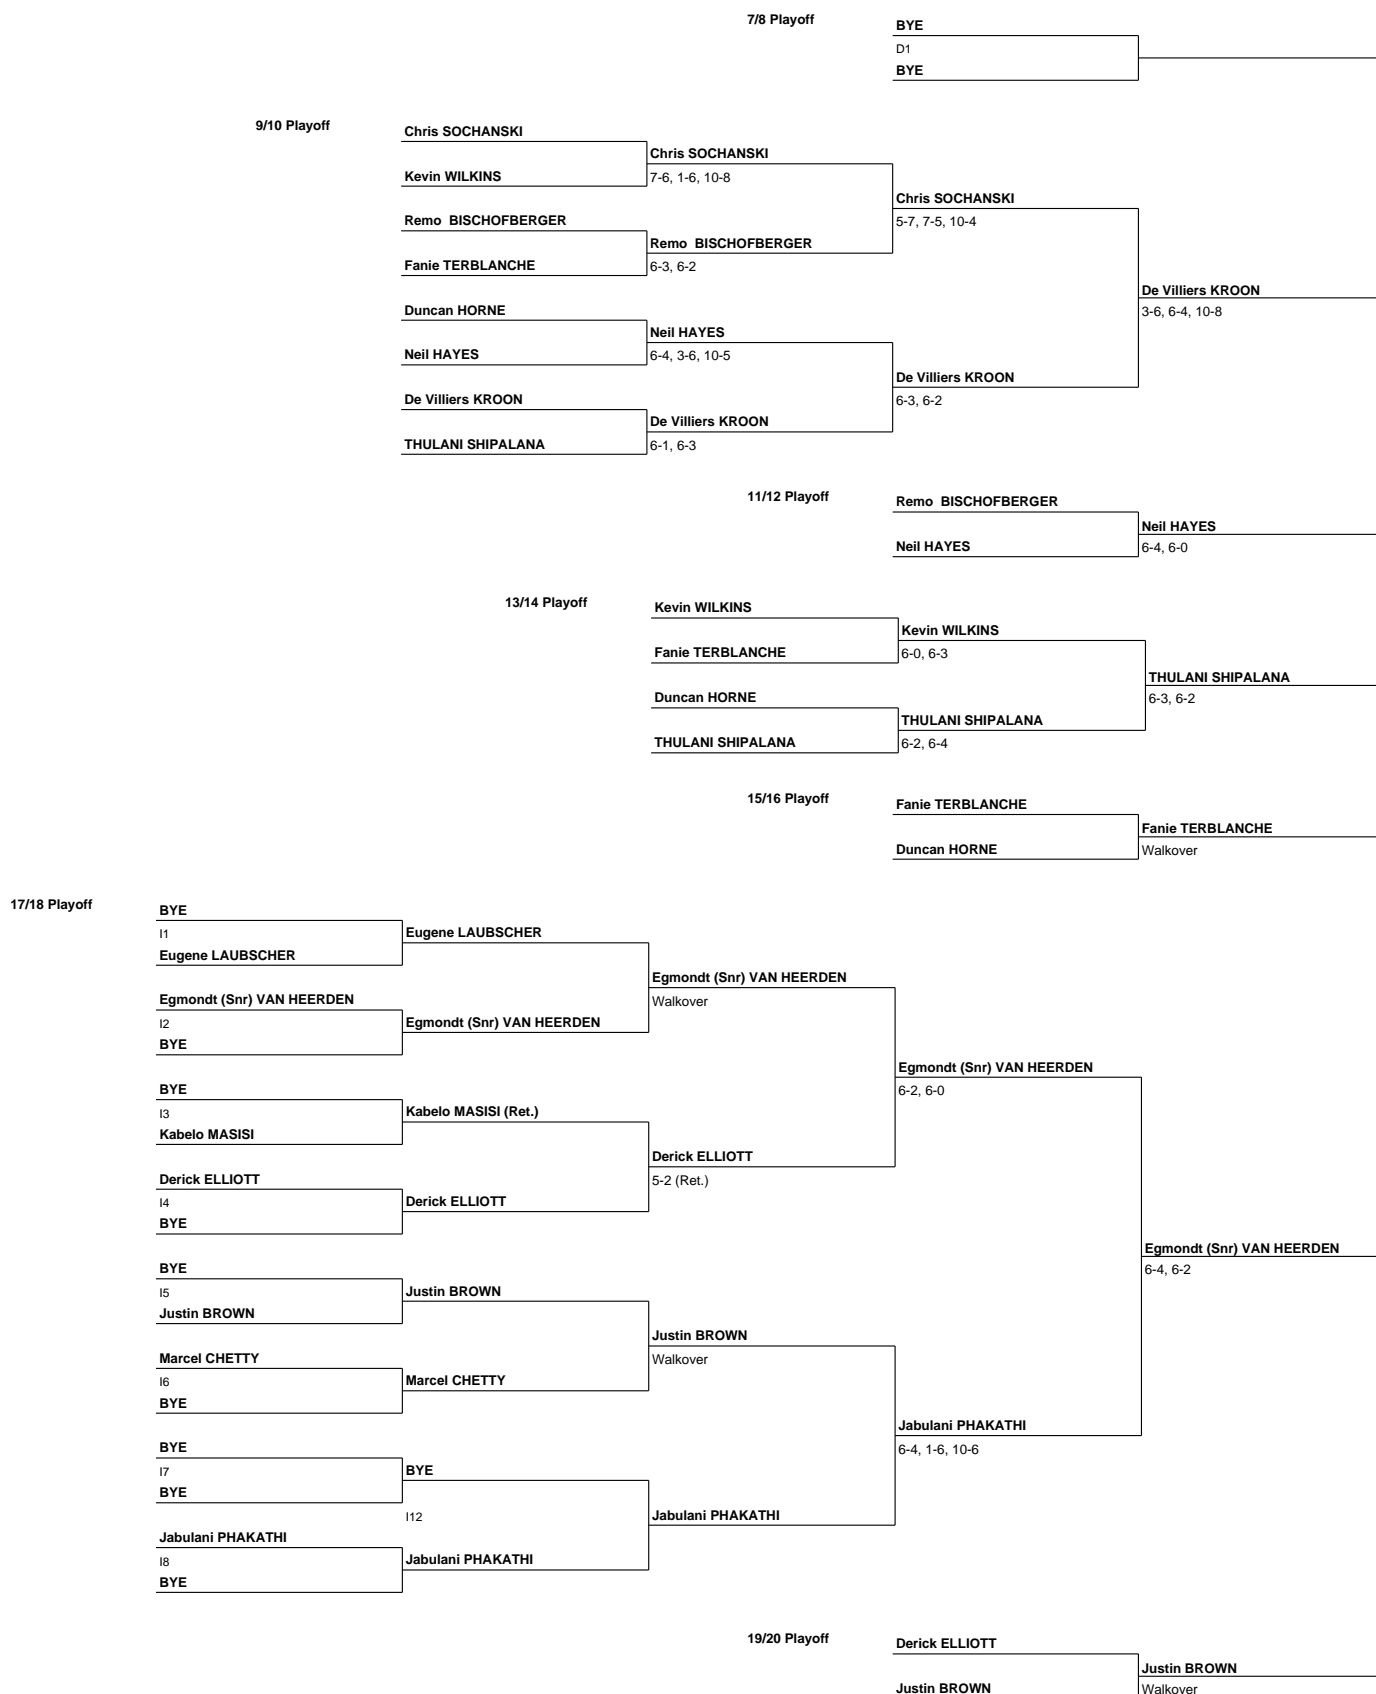 7/8 Playoff
BYE
D1
BYE
9/10 Playoff
Chris SOCHANSKI
Chris SOCHANSKI
Kevin WILKINS
7-6, 1-6, 10-8
Chris SOCHANSKI
Remo  BISCHOFBERGER
5-7, 7-5, 10-4
Remo  BISCHOFBERGER
Fanie TERBLANCHE
6-3, 6-2
De Villiers KROON
Duncan HORNE
3-6, 6-4, 10-8
Neil HAYES
Neil HAYES
6-4, 3-6, 10-5
De Villiers KROON
De Villiers KROON
6-3, 6-2
De Villiers KROON
THULANI SHIPALANA
6-1, 6-3
11/12 Playoff
Remo  BISCHOFBERGER
Neil HAYES
Neil HAYES
6-4, 6-0
13/14 Playoff
Kevin WILKINS
Kevin WILKINS
Fanie TERBLANCHE
6-0, 6-3
THULANI SHIPALANA
Duncan HORNE
6-3, 6-2
THULANI SHIPALANA
THULANI SHIPALANA
6-2, 6-4
15/16 Playoff
Fanie TERBLANCHE
Fanie TERBLANCHE
Duncan HORNE
Walkover
17/18 Playoff
BYE
I1
Eugene LAUBSCHER
Eugene LAUBSCHER
Egmondt (Snr) VAN HEERDEN
Egmondt (Snr) VAN HEERDEN
Walkover
I2
Egmondt (Snr) VAN HEERDEN
BYE
Egmondt (Snr) VAN HEERDEN
BYE
6-2, 6-0
I3
Kabelo MASISI (Ret.)
Kabelo MASISI
Derick ELLIOTT
Derick ELLIOTT
5-2 (Ret.)
I4
Derick ELLIOTT
BYE
Egmondt (Snr) VAN HEERDEN
BYE
6-4, 6-2
I5
Justin BROWN
Justin BROWN
Justin BROWN
Marcel CHETTY
Walkover
I6
Marcel CHETTY
BYE
Jabulani PHAKATHI
BYE
6-4, 1-6, 10-6
I7
BYE
BYE
I12
Jabulani PHAKATHI
Jabulani PHAKATHI
I8
Jabulani PHAKATHI
BYE
19/20 Playoff
Derick ELLIOTT
Justin BROWN
Justin BROWN
Walkover